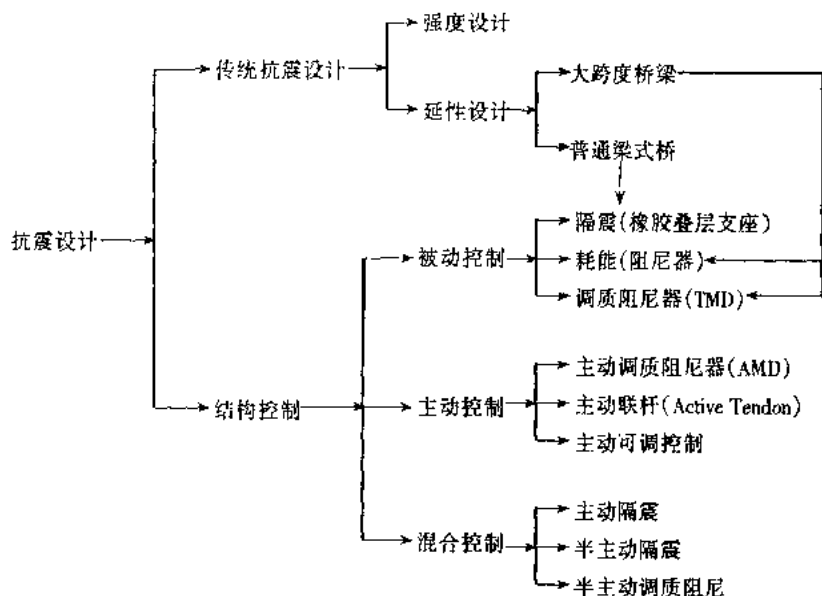 强度设计
传统抗震设计
大跨度桥梁
延性设计
普通梁式桥
抗震设计
隔震(橡胶叠层支座)
被动控制
耗能(阻尼器)
调质阻尼器(TMD)
主动调质阻尼器(AMD)
结构控制
主动控制
主动联杆(Active Tendon)
主动可调控制
主动隔震
混合控制
半主动隔震
半主动调质阻尼